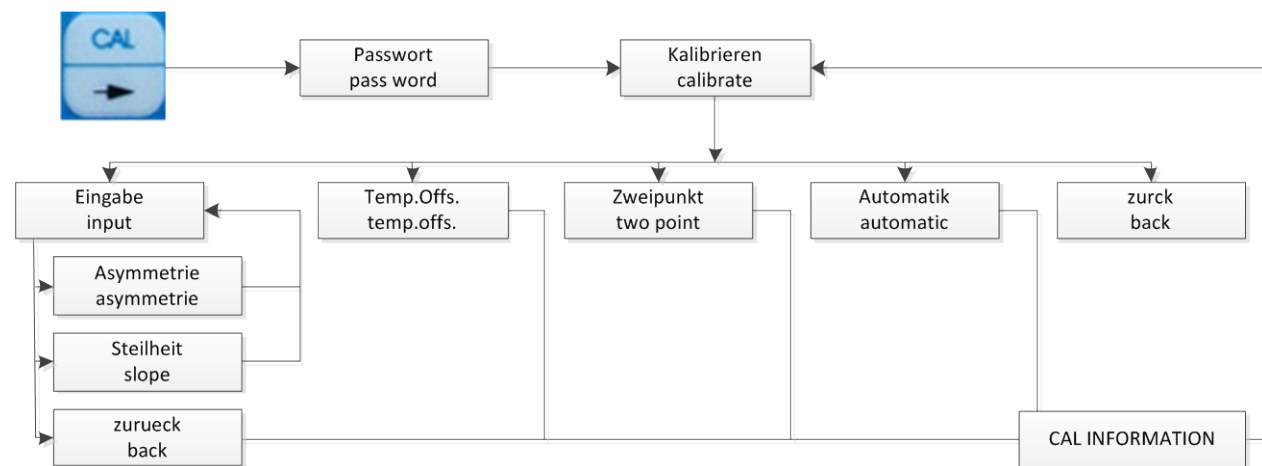 CAL
Passwort
pass word
Kalibrieren
calibrate
Eingabe
input
Temp.Offs.
temp.offs.
Zweipunkt
two point
Automatik
automatic
zurck
back
Asymmetrie
asymmetrie
Steilheit
slope
zurueck
back
CAL INFORMATION